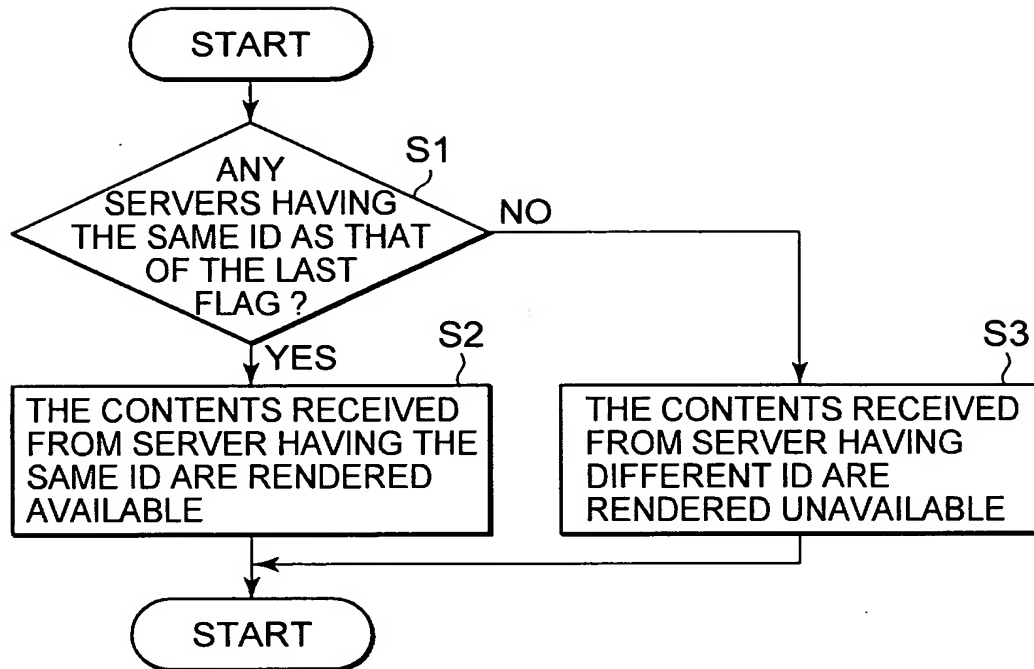 START
S1
ANY
SERVERS HAVING
THE SAME ID AS THAT
OF THE LAST
FLAG ?
NO
YES
S2
THE CONTENTS RECEIVED
FROM SERVER HAVING THE
SAME ID ARE RENDERED
AVAILABLE
S3
THE CONTENTS RECEIVED
FROM SERVER HAVING
DIFFERENT ID ARE
RENDERED UNAVAILABLE
START